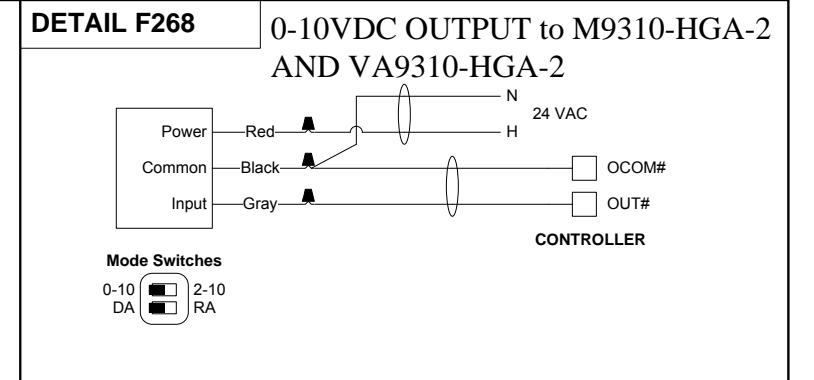 DETAIL F268
0-10VDC OUTPUT to M9310-HGA-2
AND VA9310-HGA-2
N
24 VAC
Power
Red
H
Common
Black
OCOM#
Input
Gray
OUT#
CONTROLLER
Mode Switches
0-10
2-10
DA
RA